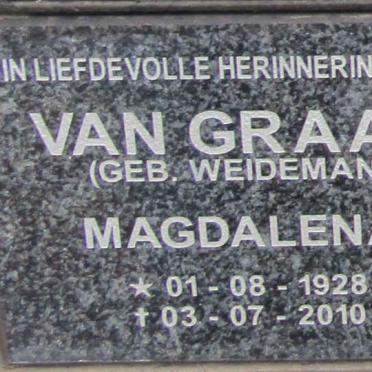 IN LIEFDEVOLLE HERINNERIN
VAN GRAA
(GEB. WEIDEMAN
MAGDALENA
★ 01 - 08 - 1928
† 03 - 07 - 2010